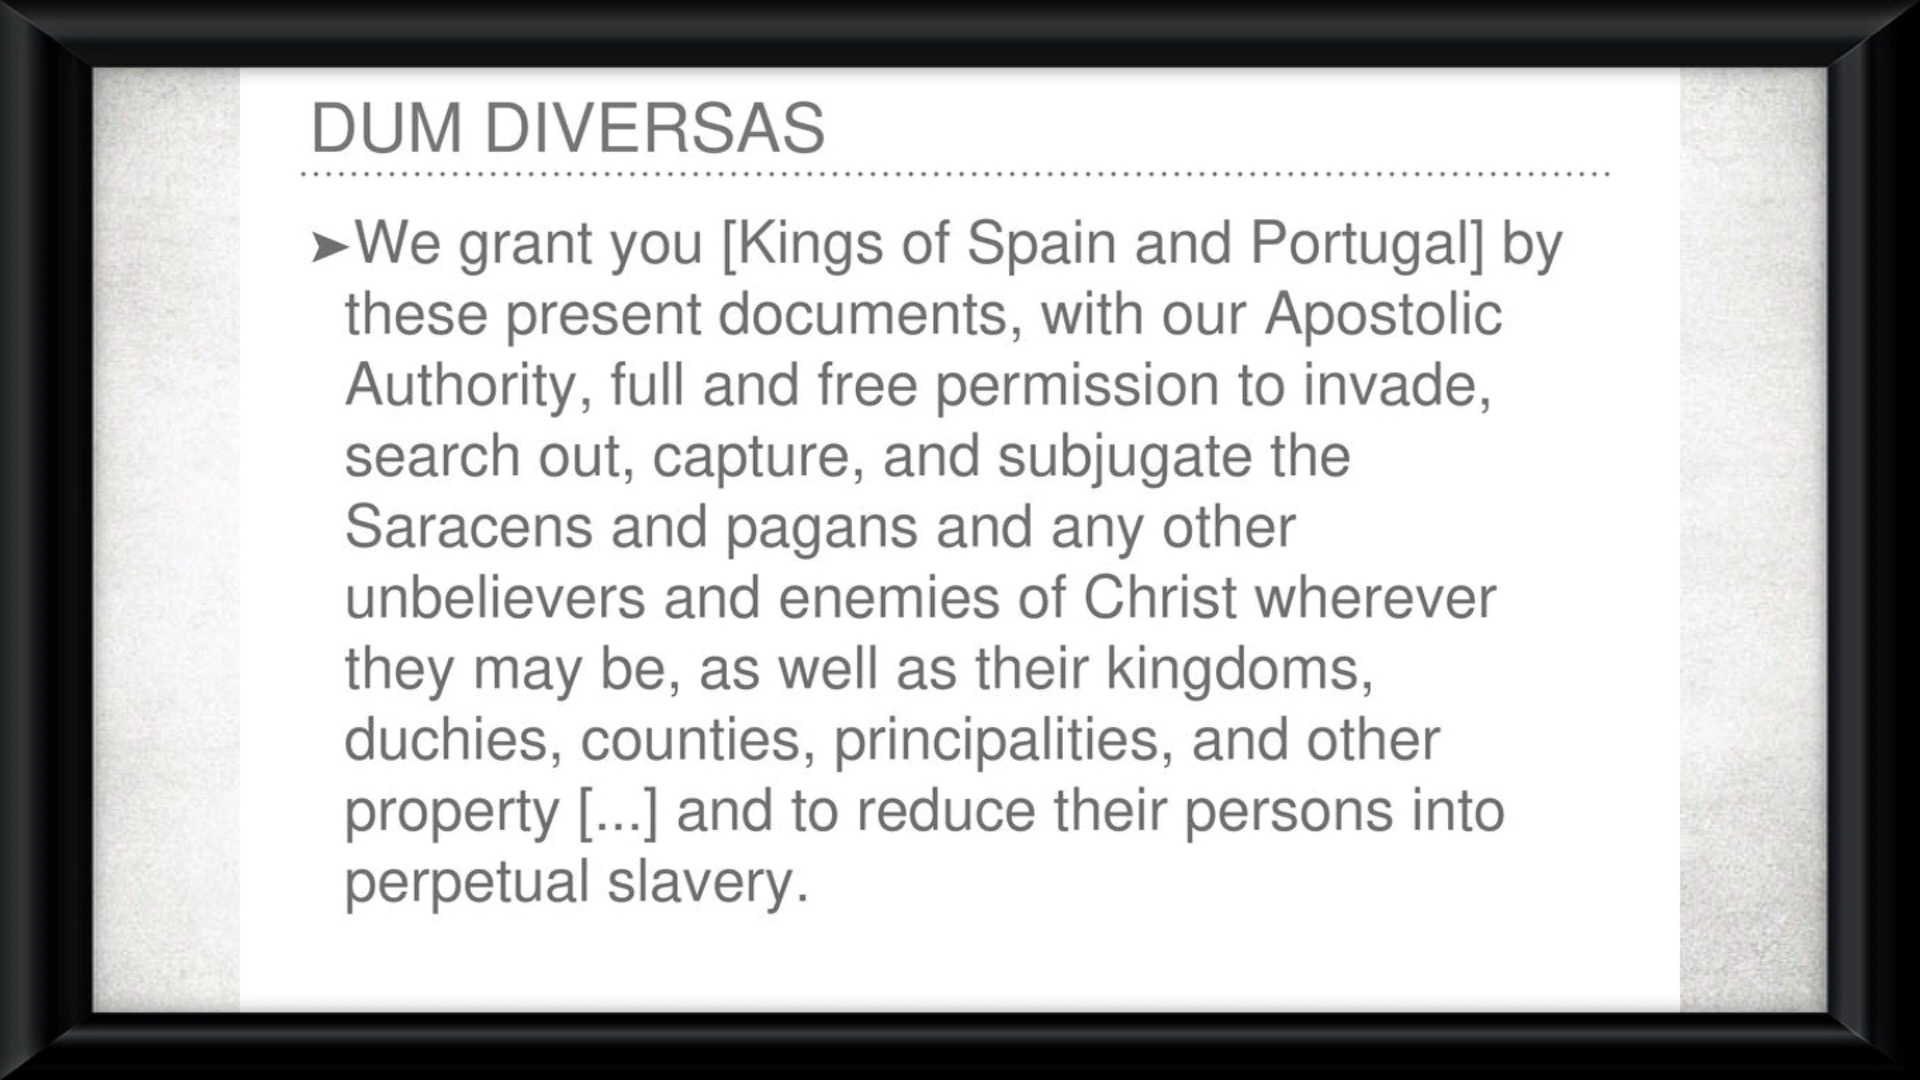 DUM DIVERSAS
➤We grant you [Kings of Spain and Portugal] by
these present documents, with our Apostolic
Authority, full and free permission to invade,
search out, capture, and subjugate the
Saracens and pagans and any other
unbelievers and enemies of Christ wherever
they may be, as well as their kingdoms,
duchies, counties, principalities, and other
property [...] and to reduce their persons into
perpetual slavery.